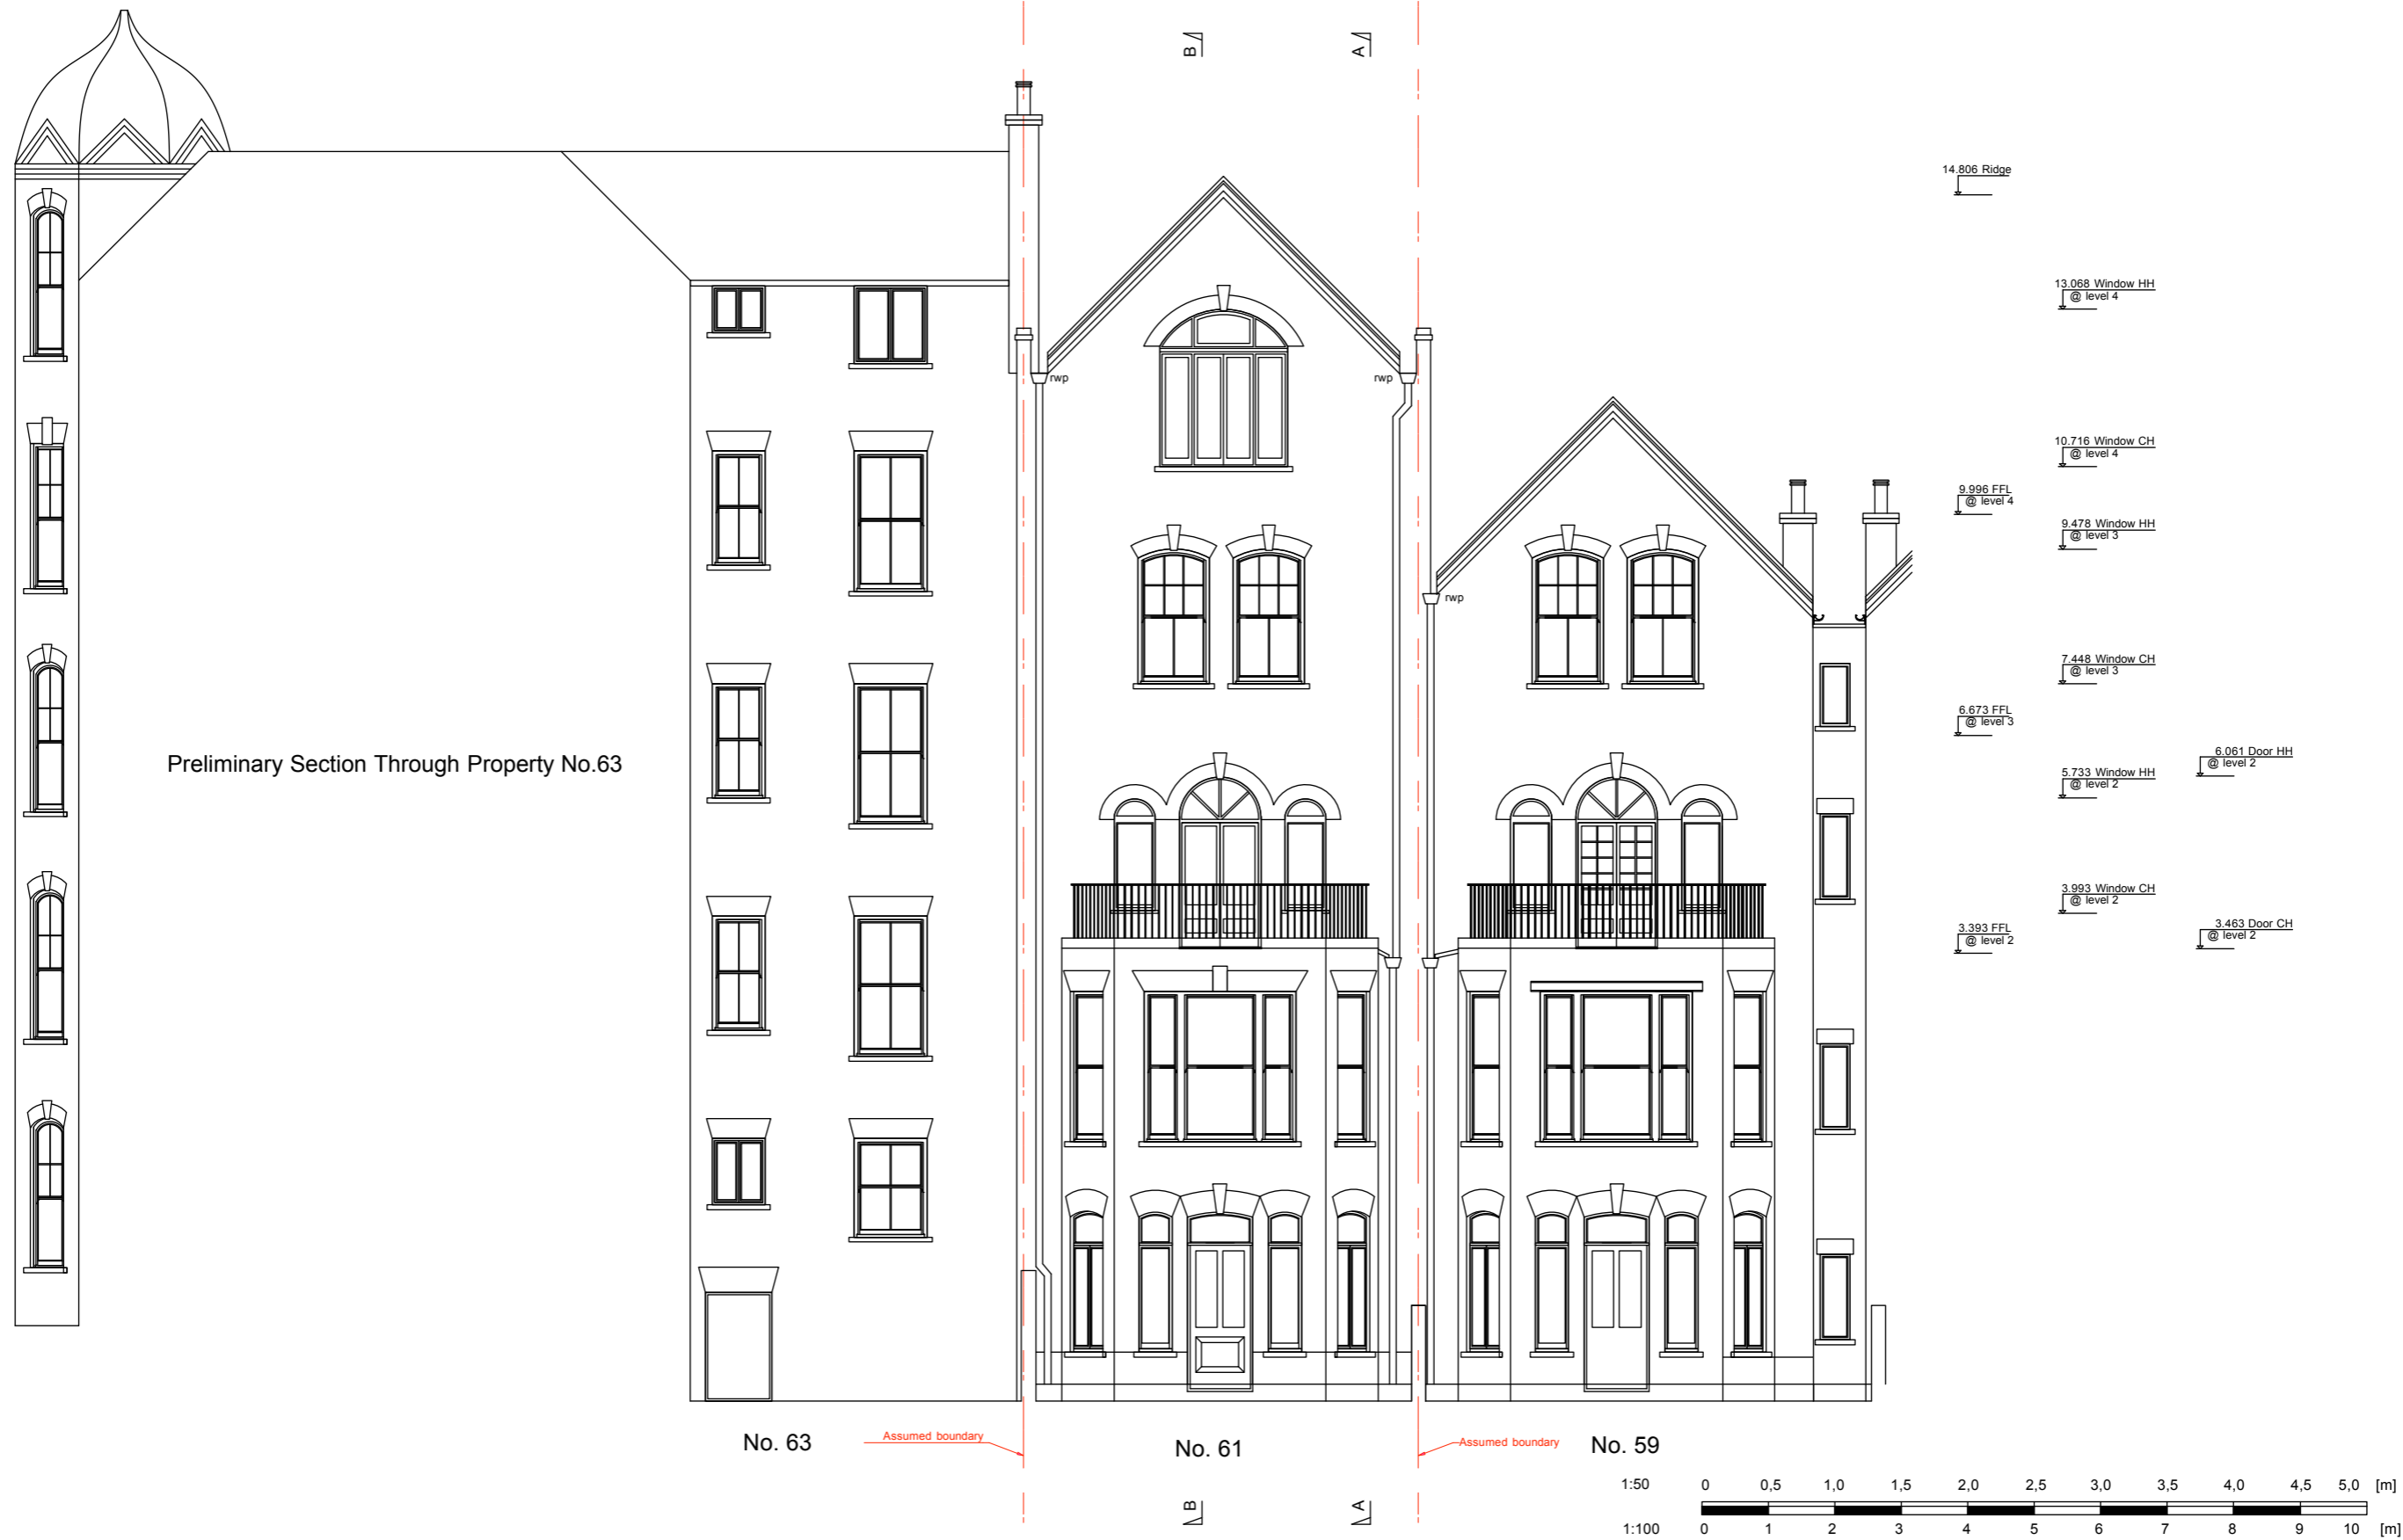 B
A
14.806 Ridge
13.068 Window HH
@ level 4
rwp
rwp
10.716 Window CH
@ level 4
9.996 FFL
@ level 4
9.478 Window HH
@ level 3
rwp
7.448 Window CH
@ level 3
6.673 FFL
@ level 3
6.061 Door HH
@ level 2
Preliminary Section Through Property No.63
5.733 Window HH
@ level 2
3.993 Window CH
@ level 2
3.393 FFL
@ level 2
3.463 Door CH
@ level 2
No. 63
Assumed boundary
No. 61
Assumed boundary
No. 59
B
A
1:50 0 0,5 1,0 1,5 2,0 2,5 3,0 3,5 4,0 4,5 5,0 [m]
1:100 0 1 2 3 4 5 6 7 8 9 10 [m]